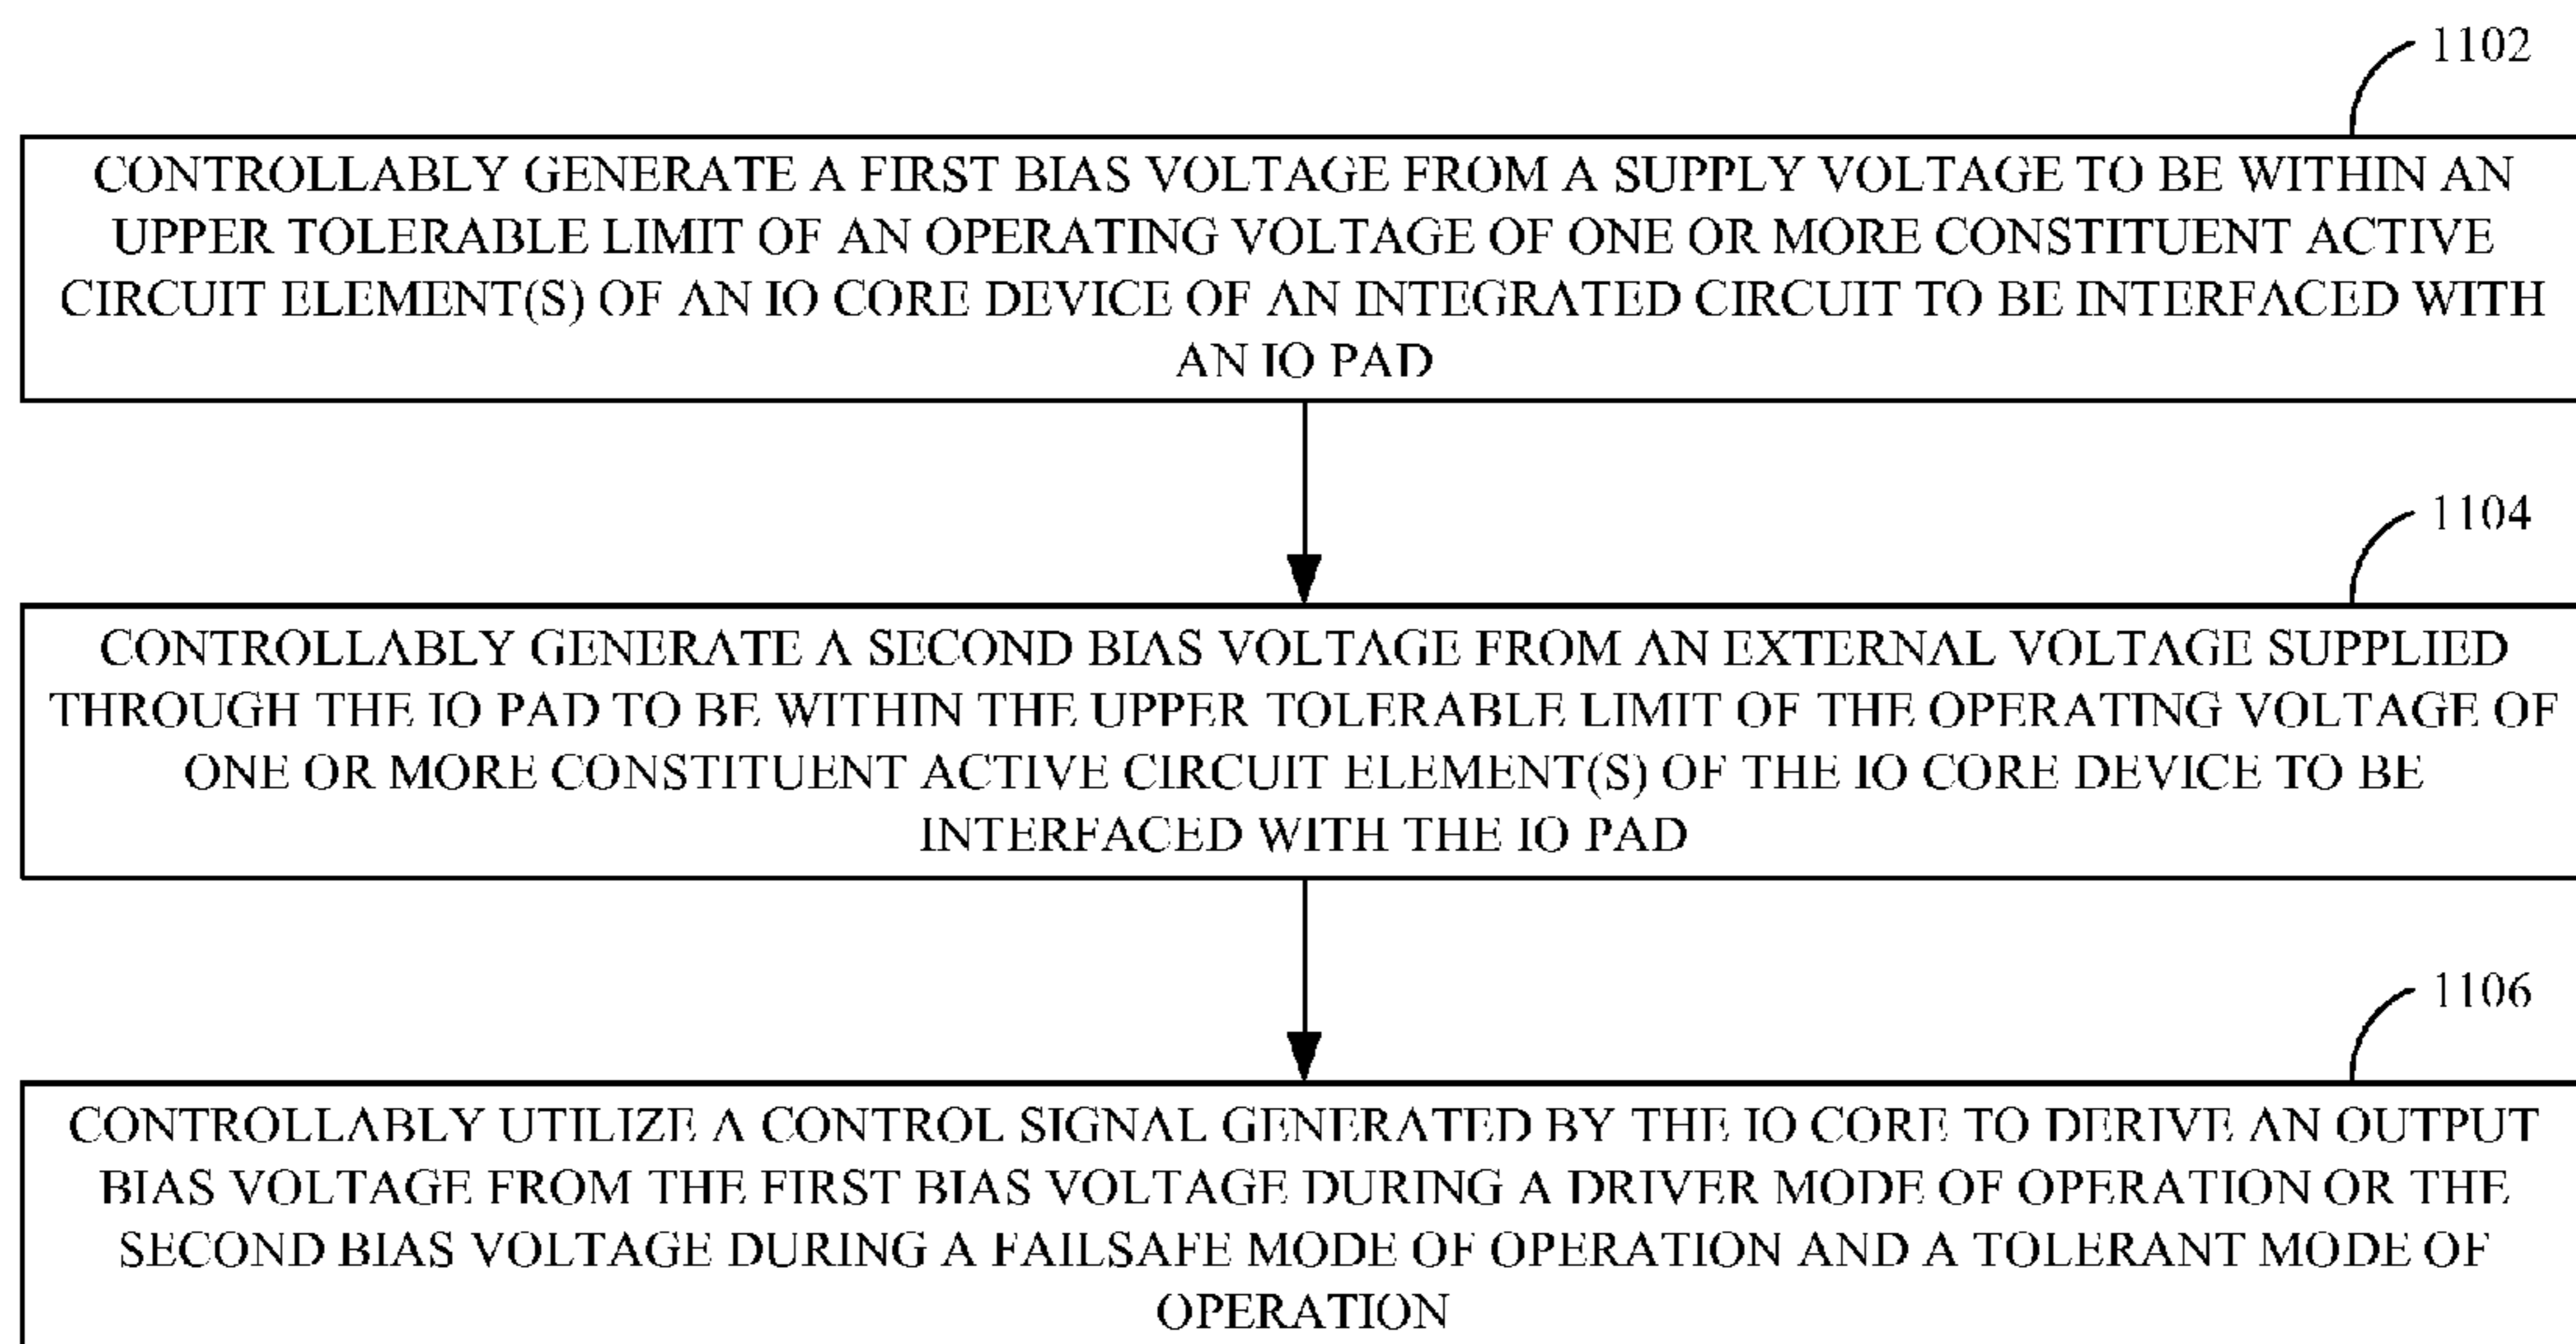 1102
CONTROLLABLY GENERATE A FIRST BIAS VOLTAGE FROM A SUPPLY VOLTAGE TO BE WITHIN AN
UPPER TOLERABLE LIMIT OF AN OPERATING VOLTAGE OF ONE OR MORE CONSTITUENT ACTIVE
CIRCUIT ELEMENT(S) OF AN IO CORE DEVICE OF AN INTEGRATED CIRCUIT TO BE INTERFACED WITH
AN IO PAD
1104
CONTROLLABLY GENERATE A SECOND BIAS VOLTAGE FROM AN EXTERNAL VOLTAGE SUPPLIED
THROUGH THE IO PAD TO BE WITHIN THE UPPER TOLERABLE LIMIT OF THE OPERATING VOLTAGE OF
ONE OR MORE CONSTITUENT ACTIVE CIRCUIT ELEMENT(S) OF THE IO CORE DEVICE TO BE
INTERFACED WITH THE IO PAD
1106
CONTROLLABLY UTILIZE A CONTROL SIGNAL GENERATED BY THE IO CORE TO DERIVE AN OUTPUT
BIAS VOLTAGE FROM THE FIRST BIAS VOLTAGE DURING A DRIVER MODE OF OPERATION OR THE
SECOND BIAS VOLTAGE DURING A FAILSAFE MODE OF OPERATION AND A TOLERANT MODE OF
OPERATION